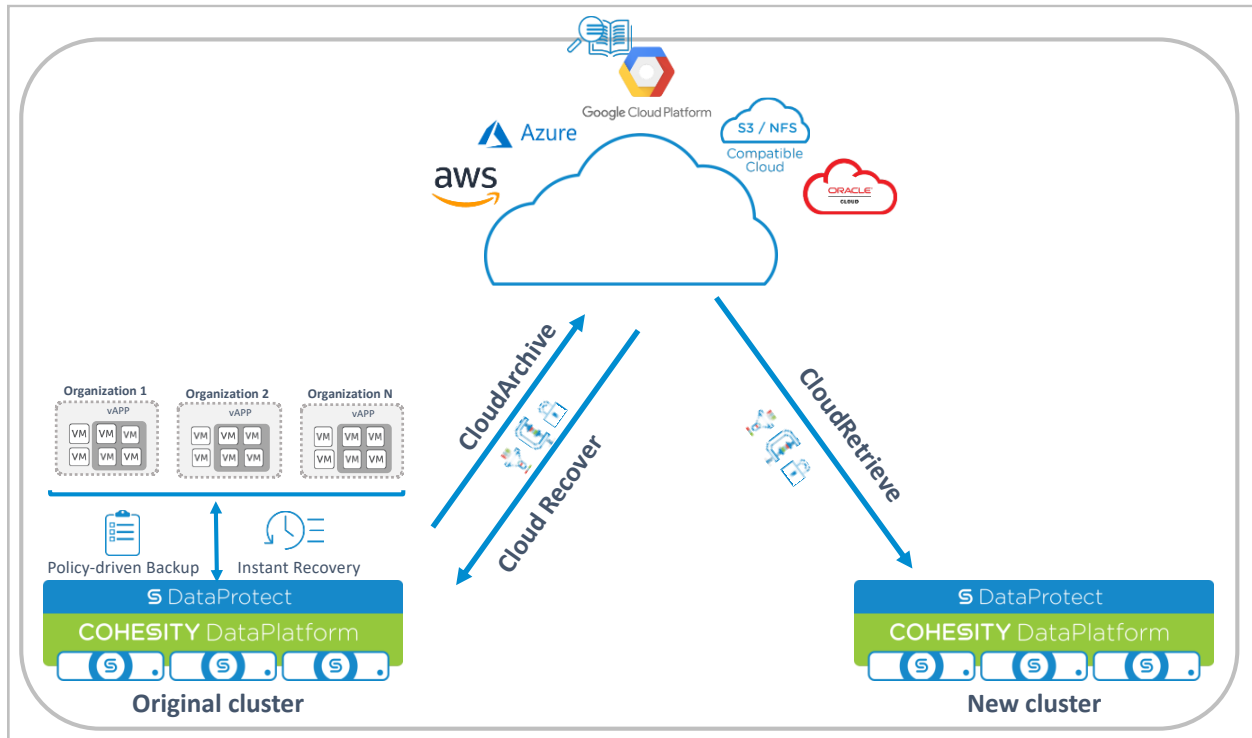 Google Cloud Platform
Azure
S3 / NFS
Compatible
Cloud
aws
ORACLE
CLOUD
CloudArchive
Cloud Recover
CloudRetrieve
Organization 1
Organization 2
Organization N
vAPP
vAPP
vAPP
VM VM VM
VM VM VM
VM VM VM
VM VM VM
VM VM VM
VM VM VM
Policy-driven Backup
Instant Recovery
S DataProtect
COHESITY DataPlatform
S S S
Original cluster
S DataProtect
COHESITY DataPlatform
S S S
New cluster